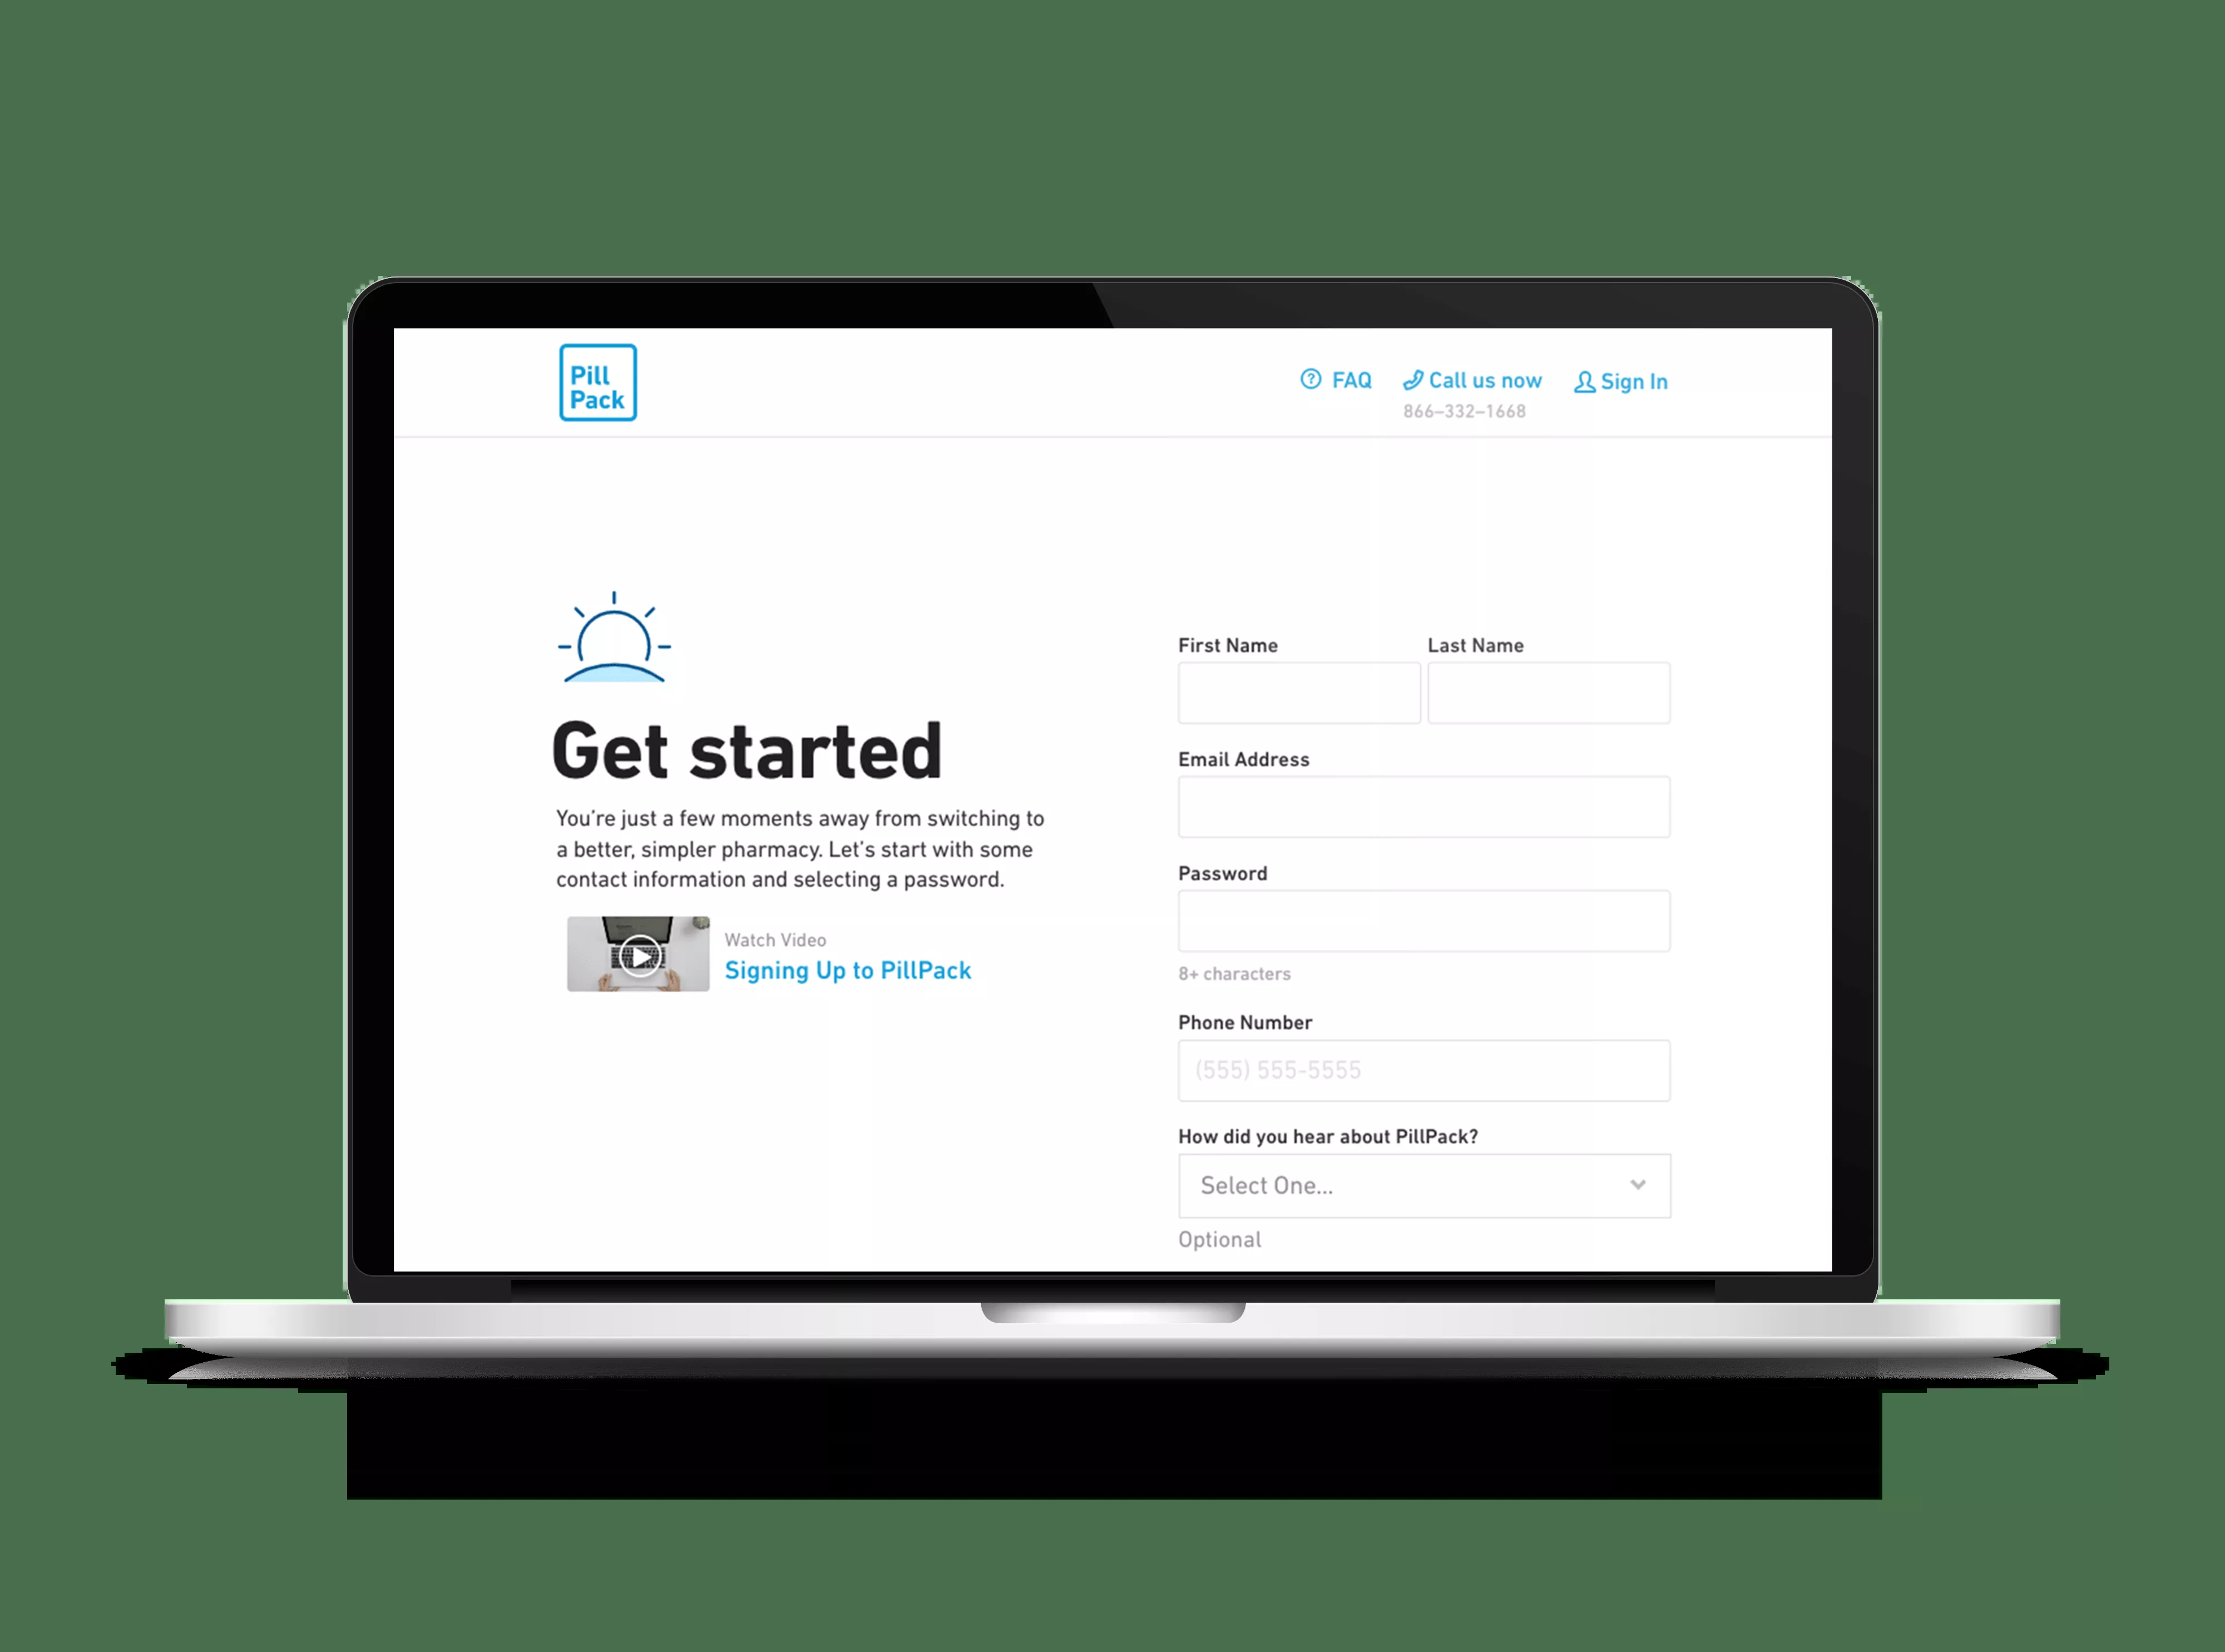 Pill
Pack
FAQ
Call us now
Sign In
866–332–1668
Get started
You’re just a few moments away from switching to
a better, simpler pharmacy. Let’s start with some
contact information and selecting a password.
Watch Video
Signing Up to PillPack
First Name
Last Name
Email Address
Password
8+ characters
Phone Number
(555) 555-5555
How did you hear about PillPack?
Select One...
Optional